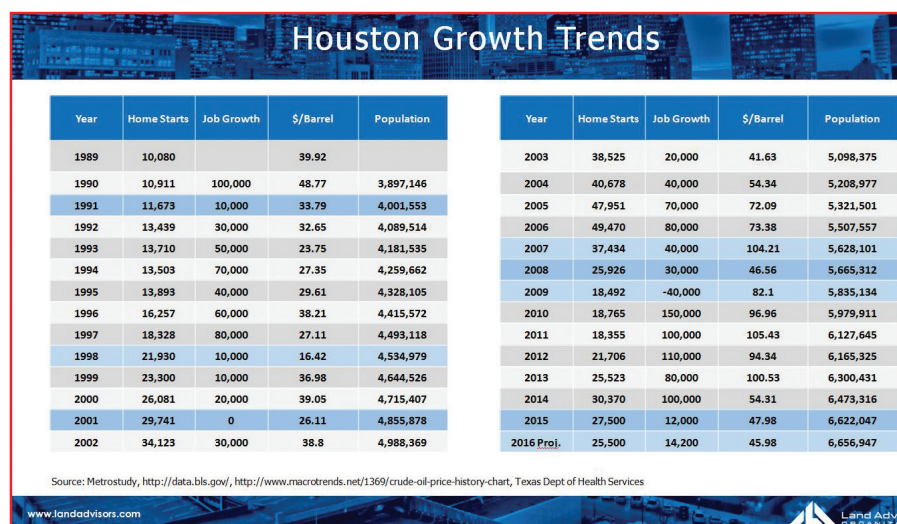 Houston Growth Trends
Year Home Starts Job Growth $/Barrel Population
1989 10,080 39.92
1990 10,911 100,000 48.77 3,897,146
1991 11,673 10,000 33.79 4,001,553
1992 13,439 30,000 32.65 4,089,514
1993 13,710 50,000 23.75 4,181,535
1994 13,503 70,000 27.35 4,259,662
1995 13,893 40,000 29.61 4,328,105
1996 16,257 60,000 38.21 4,415,572
1997 18,328 80,000 27.11 4,493,118
1998 21,930 10,000 16.42 4,534,979
1999 23,300 10,000 36.98 4,644,526
2000 26,081 20,000 39.05 4,715,407
2001 29,741 0 26.11 4,855,878
2002 34,123 30,000 38.8 4,988,369
Year Home Starts Job Growth $/Barrel Population
2003 38,525 20,000 41.63 5,098,375
2004 40,678 40,000 54.34 5,208,977
2005 47,951 70,000 72.09 5,321,501
2006 49,470 80,000 73.38 5,507,557
2007 37,434 40,000 104.21 5,628,101
2008 25,926 30,000 46.56 5,665,312
2009 18,492 -40,000 82.1 5,835,134
2010 18,765 150,000 96.96 5,979,911
2011 18,355 100,000 105.43 6,127,645
2012 21,706 110,000 94.34 6,165,325
2013 25,523 80,000 100.53 6,300,431
2014 30,370 100,000 54.31 6,473,316
2015 27,500 12,000 47.98 6,622,047
2016 Proj. 25,500 14,200 45.98 6,656,947
Source: Metrostudy, http://data.bls.gov/, http://www.macrotrends.net/1369/crude-oil-price-history-chart, Texas Dept of Health Services
www.landadvisors.com
Land Adv